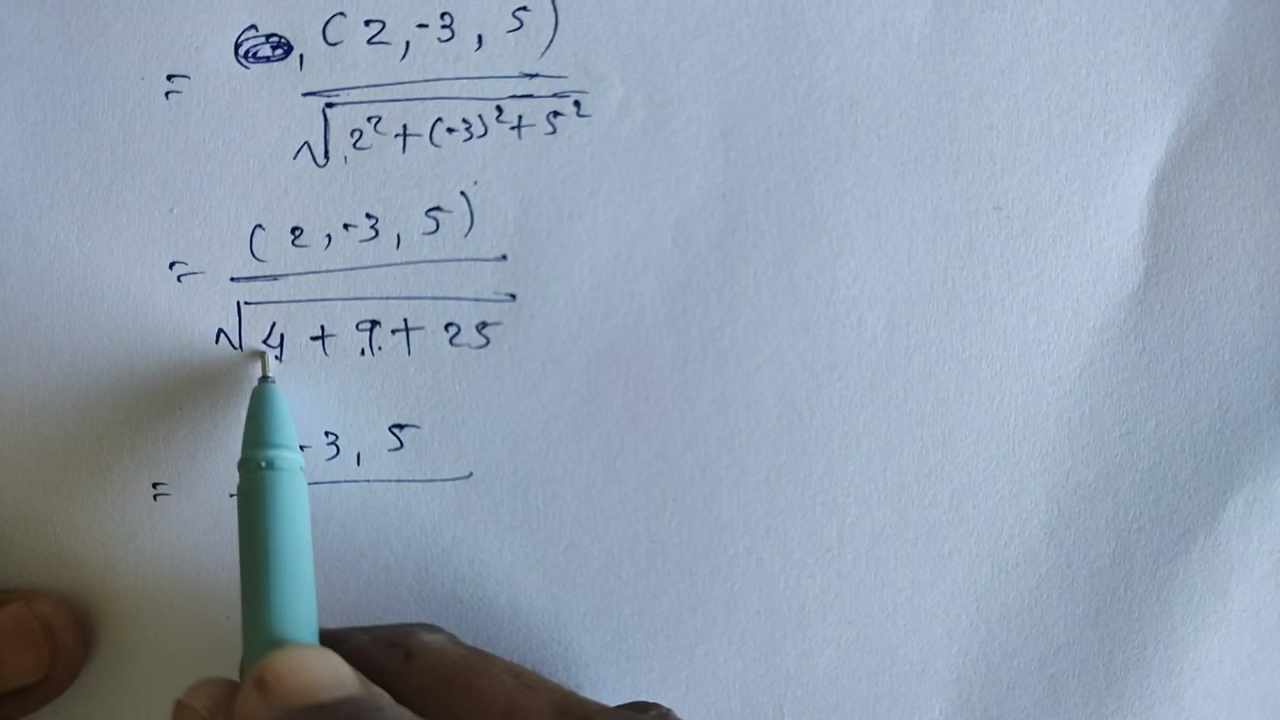 = (2, -3, 5)
√2² + (-3)² + 5²
= (2, -3, 5)
√4 + 9 + 25
= -3, 5